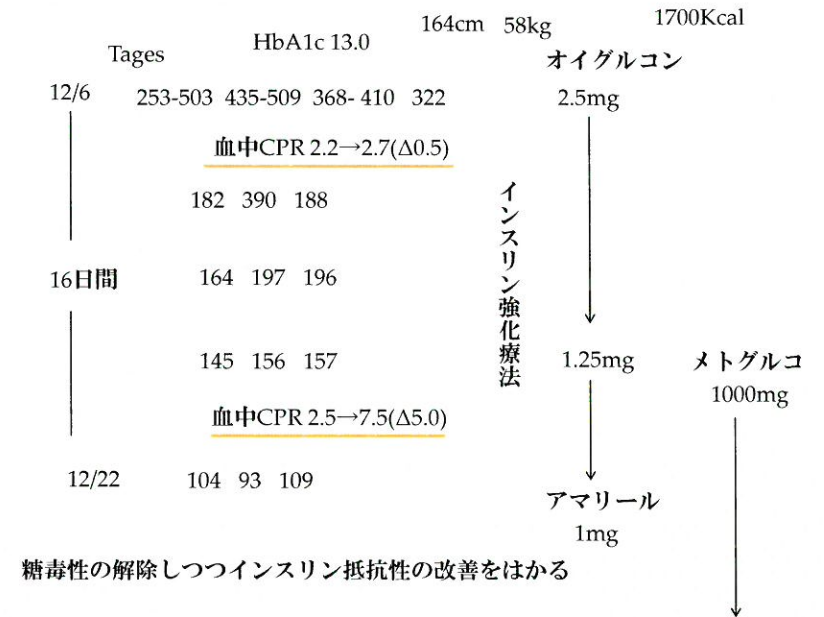 164cm 58kg
1700Kcal
HbA1c 13.0
Tages
オイグルコン
12/6
253-503 435-509 368- 410 322
2.5mg
血中CPR 2.2→2.7(Δ0.5)
182 390 188
インスリン強化療法
16日間
164 197 196
145 156 157
1.25mg
メトグルコ
1000mg
血中CPR 2.5→7.5(Δ5.0)
12/22
104 93 109
アマリール
1mg
糖毒性の解除しつつインスリン抵抗性の改善をはかる